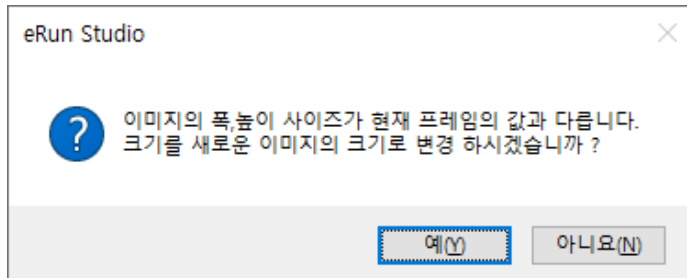 eRun Studio
이미지의 폭,높이 사이즈가 현재 프레임의 값과 다릅니다.
크기를 새로운 이미지의 크기로 변경 하시겠습니까 ?
예(Y)
아니요(N)